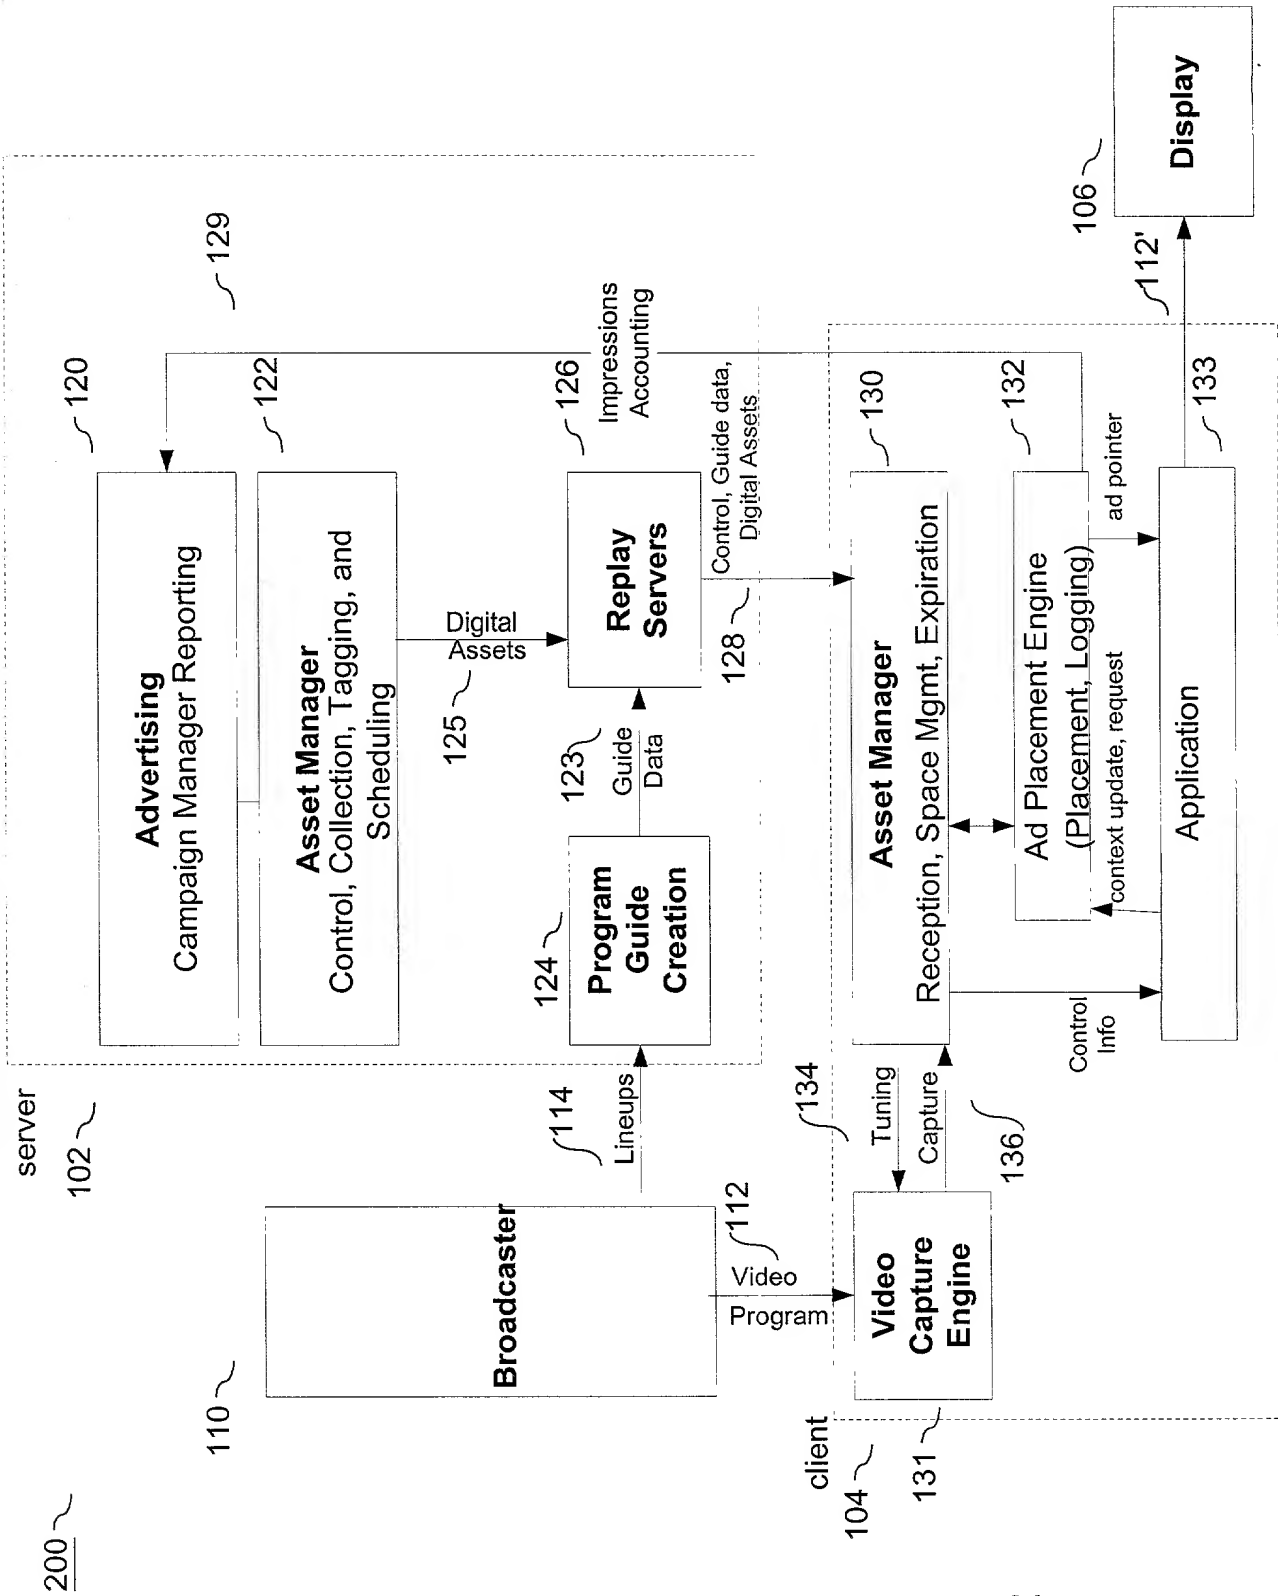 200
server
102
120
Advertising
Campaign Manager Reporting
122
Asset Manager
Control, Collection, Tagging, and
Scheduling
129
110
Broadcaster
114
Lineups
124
Program
Guide
Creation
123
Guide
Data
125
Digital
Assets
126
Replay
Servers
Impressions
Accounting
128
Control, Guide data,
Digital Assets
112
Video
Program
client
104
131
Video
Capture
Engine
134
Tuning
Capture
136
130
Asset Manager
Reception, Space Mgmt, Expiration
132
Ad Placement Engine
(Placement, Logging)
Control
Info
context update, request
ad pointer
133
Application
112'
106
Display